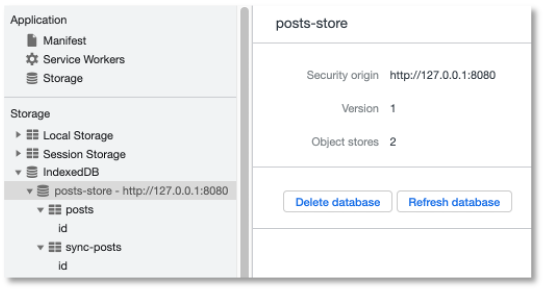 Application
Manifest
Service Workers
Storage
Storage
Local Storage
Session Storage
IndexedDB
posts-store - http://127.0.0.1:8080
posts
id
sync-posts
id
posts-store
Security origin http://127.0.0.1:8080
Version 1
Object stores 2
Delete database Refresh database